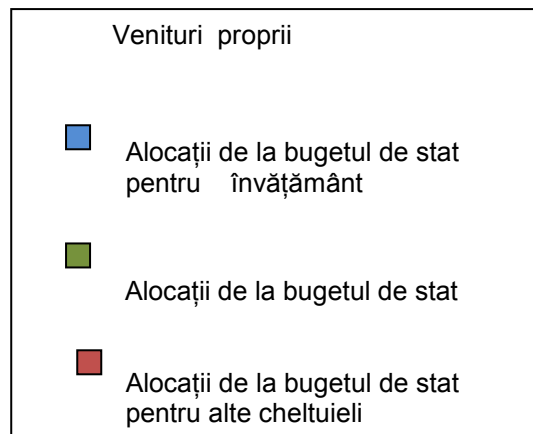 Venituri proprii
Alocații de la bugetul de stat
pentru învățământ
Alocații de la bugetul de stat
Alocații de la bugetul de stat
pentru alte cheltuieli